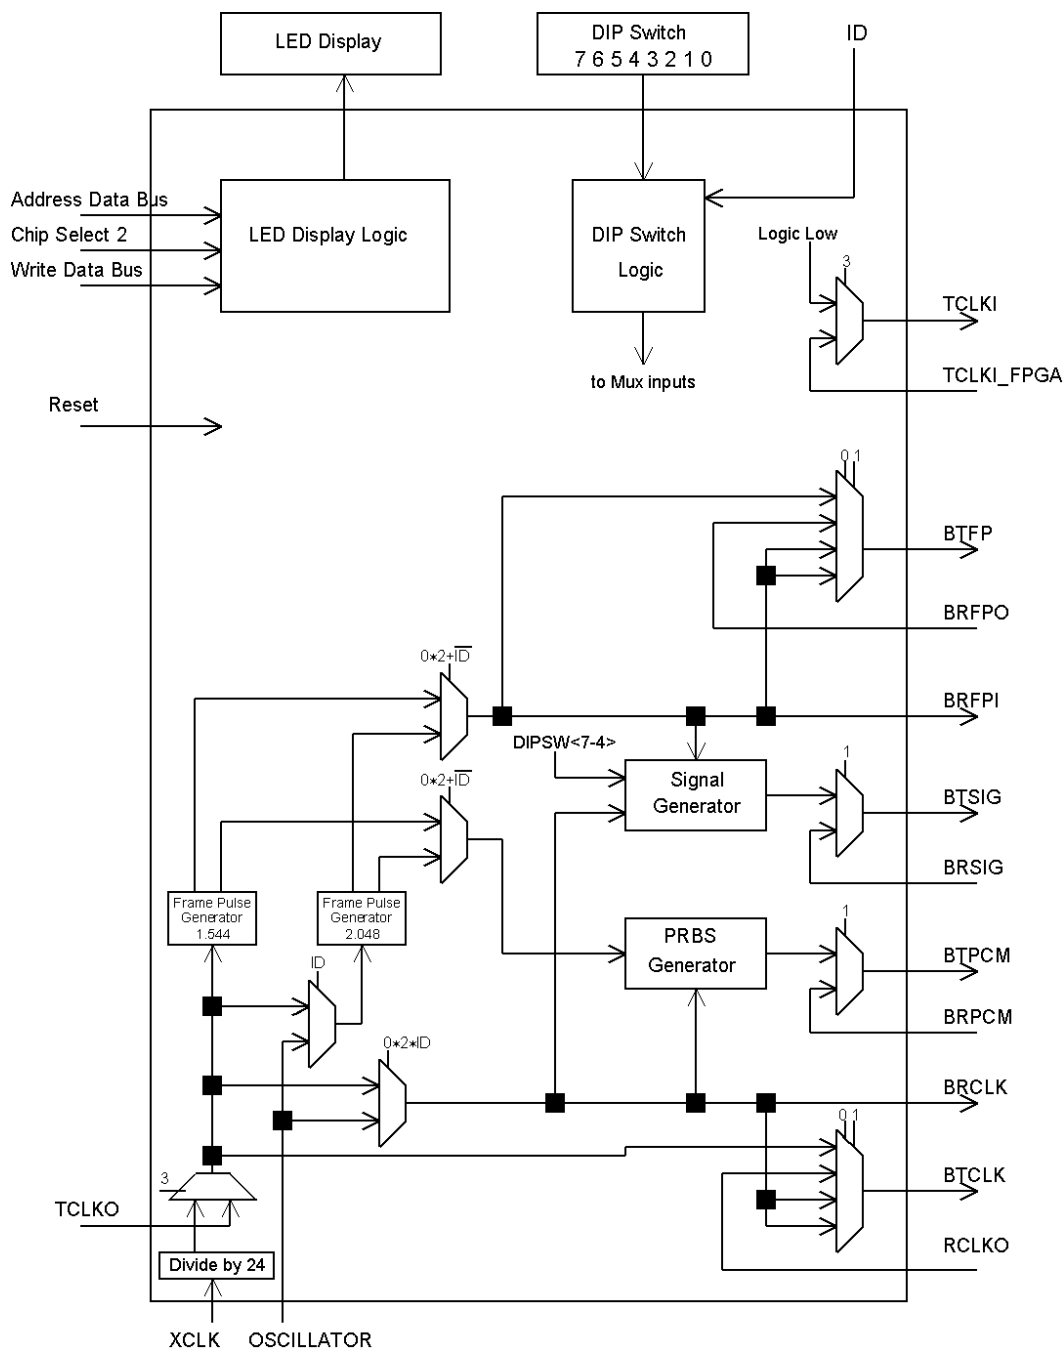 LED Display
DIP Switch
7 6 5 4 3 2 1 0
ID
Address Data Bus
Chip Select 2
Write Data Bus
LED Display Logic
DIP Switch
Logic
Logic Low
3
TCLKI
to Mux inputs
TCLKI_FPGA
Reset
0 1
BTFP
BRFPO
0*2+ID
BRFPI
DIPSW<7-4>
0*2+ID
Signal
Generator
1
BTSIG
BRSIG
Frame Pulse
Generator
1.544
Frame Pulse
Generator
2.048
PRBS
Generator
1
BTPCM
BRPCM
ID
0*2*ID
BRCLK
0 1
3
BTCLK
TCLKO
RCLKO
Divide by 24
XCLK
OSCILLATOR